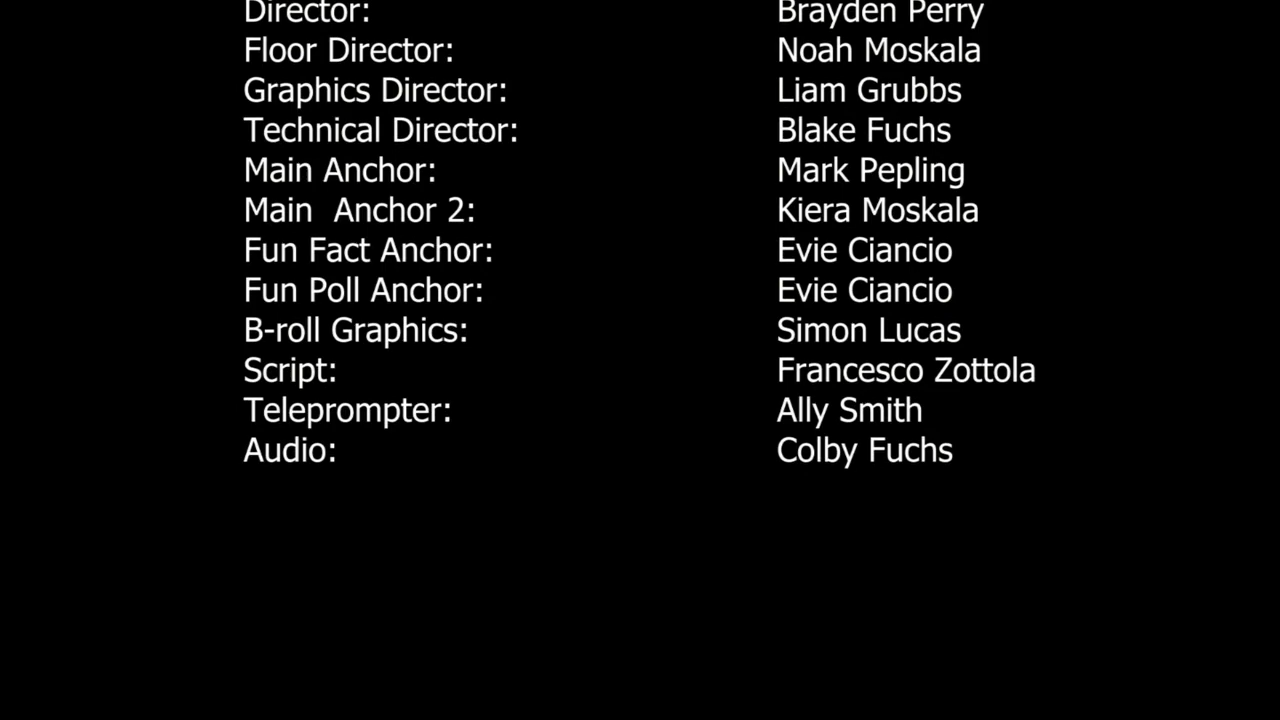 Director: Brayden Perry
Floor Director: Noah Moskala
Graphics Director: Liam Grubbs
Technical Director: Blake Fuchs
Main Anchor: Mark Pepling
Main  Anchor 2: Kiera Moskala
Fun Fact Anchor: Evie Ciancio
Fun Poll Anchor: Evie Ciancio
B-roll Graphics: Simon Lucas
Script: Francesco Zottola
Teleprompter: Ally Smith
Audio: Colby Fuchs